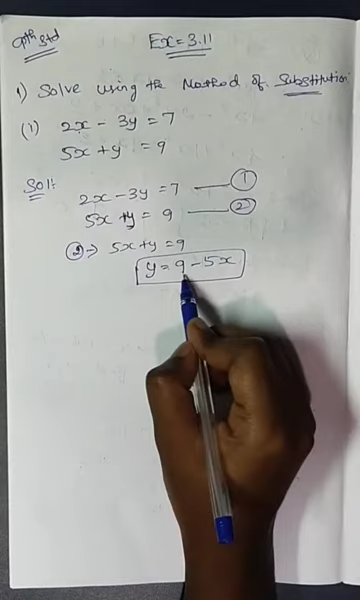 9th Std
Ex = 3.11
1) Solve using the Method of Substitution
(1) 2x - 3y = 7
5x + y = 9
Sol:
2x - 3y = 7 —— ①
5x + y = 9 —— ②
② => 5x + y = 9
y = 9 - 5x